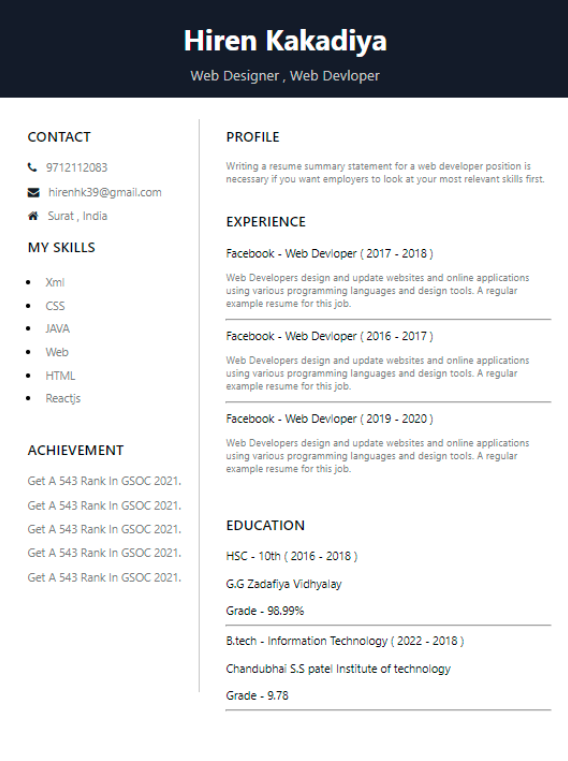 Hiren Kakadiya
Web Designer , Web Devloper
CONTACT
9712112083
hirenhk39@gmail.com
Surat , India
MY SKILLS
Xml
CSS
JAVA
Web
HTML
Reactjs
ACHIEVEMENT
Get A 543 Rank In GSOC 2021.
Get A 543 Rank In GSOC 2021.
Get A 543 Rank In GSOC 2021.
Get A 543 Rank In GSOC 2021.
Get A 543 Rank In GSOC 2021.
PROFILE
Writing a resume summary statement for a web developer position is
necessary if you want employers to look at your most relevant skills first.
EXPERIENCE
Facebook - Web Devloper ( 2017 - 2018 )
Web Developers design and update websites and online applications
using various programming languages and design tools. A regular
example resume for this job.
Facebook - Web Devloper ( 2016 - 2017 )
Web Developers design and update websites and online applications
using various programming languages and design tools. A regular
example resume for this job.
Facebook - Web Devloper ( 2019 - 2020 )
Web Developers design and update websites and online applications
using various programming languages and design tools. A regular
example resume for this job.
EDUCATION
HSC - 10th ( 2016 - 2018 )
G.G Zadafiya Vidhyalay
Grade - 98.99%
B.tech - Information Technology ( 2022 - 2018 )
Chandubhai S.S patel Institute of technology
Grade - 9.78